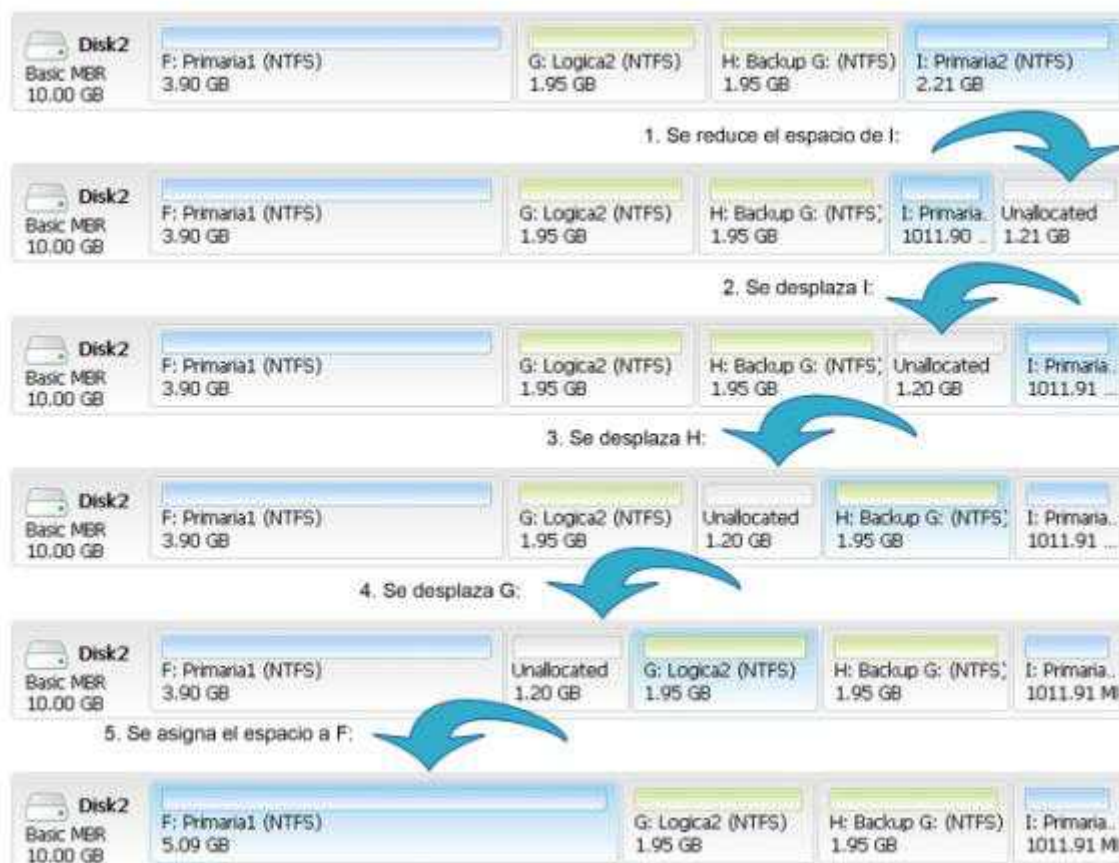 Disk2
Basic MBR
10.00 GB
F: Primaria1 (NTFS)
3.90 GB
G: Logica2 (NTFS)
1.95 GB
H: Backup G: (NTFS)
1.95 GB
I: Primaria2 (NTFS)
2.21 GB
1. Se reduce el espacio de I:
Disk2
Basic MBR
10.00 GB
F: Primaria1 (NTFS)
3.90 GB
G: Logica2 (NTFS)
1.95 GB
H: Backup G: (NTFS)
1.95 GB
I: Primaria..
1011.90 ...
Unallocated
1.21 GB
2. Se desplaza I:
Disk2
Basic MBR
10.00 GB
F: Primaria1 (NTFS)
3.90 GB
G: Logica2 (NTFS)
1.95 GB
H: Backup G: (NTFS)
1.95 GB
Unallocated
1.20 GB
I: Primaria..
1011.91 ...
3. Se desplaza H:
Disk2
Basic MBR
10.00 GB
F: Primaria1 (NTFS)
3.90 GB
G: Logica2 (NTFS)
1.95 GB
Unallocated
1.20 GB
H: Backup G: (NTFS)
1.95 GB
I: Primaria..
1011.91 ...
4. Se desplaza G:
Disk2
Basic MBR
10.00 GB
F: Primaria1 (NTFS)
3.90 GB
Unallocated
1.20 GB
G: Logica2 (NTFS)
1.95 GB
H: Backup G: (NTFS)
1.95 GB
I: Primaria..
1011.91 M
5. Se asigna el espacio a F:
Disk2
Basic MBR
10.00 GB
F: Primaria1 (NTFS)
5.09 GB
G: Logica2 (NTFS)
1.95 GB
H: Backup G: (NTFS)
1.95 GB
I: Primaria..
1011.91 M